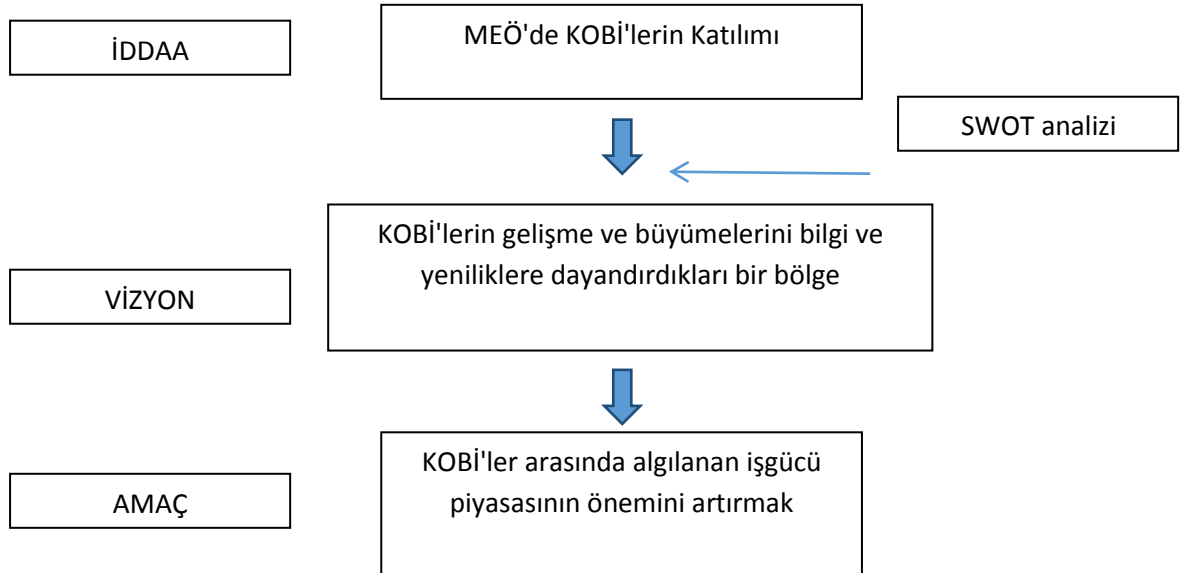 İDDAA
MEÖ'de KOBİ'lerin Katılımı
SWOT analizi
VİZYON
KOBİ'lerin gelişme ve büyümelerini bilgi ve
yeniliklere dayandırdıkları bir bölge
AMAÇ
KOBİ'ler arasında algılanan işgücü
piyasasının önemini artırmak